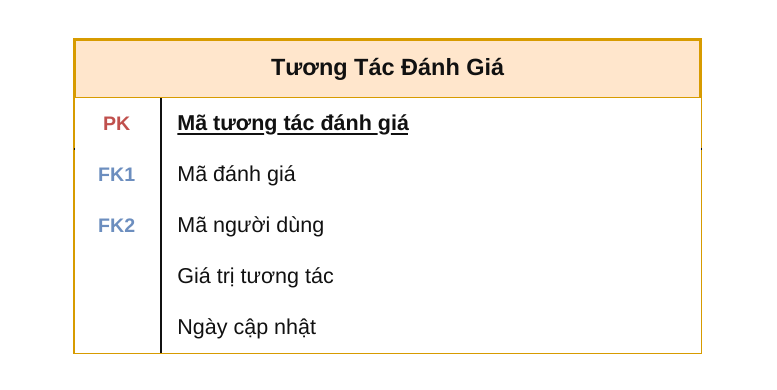 Tương Tác Đánh Giá
PK Mã tương tác đánh giá
FK1 Mã đánh giá
FK2 Mã người dùng
Giá trị tương tác
Ngày cập nhật